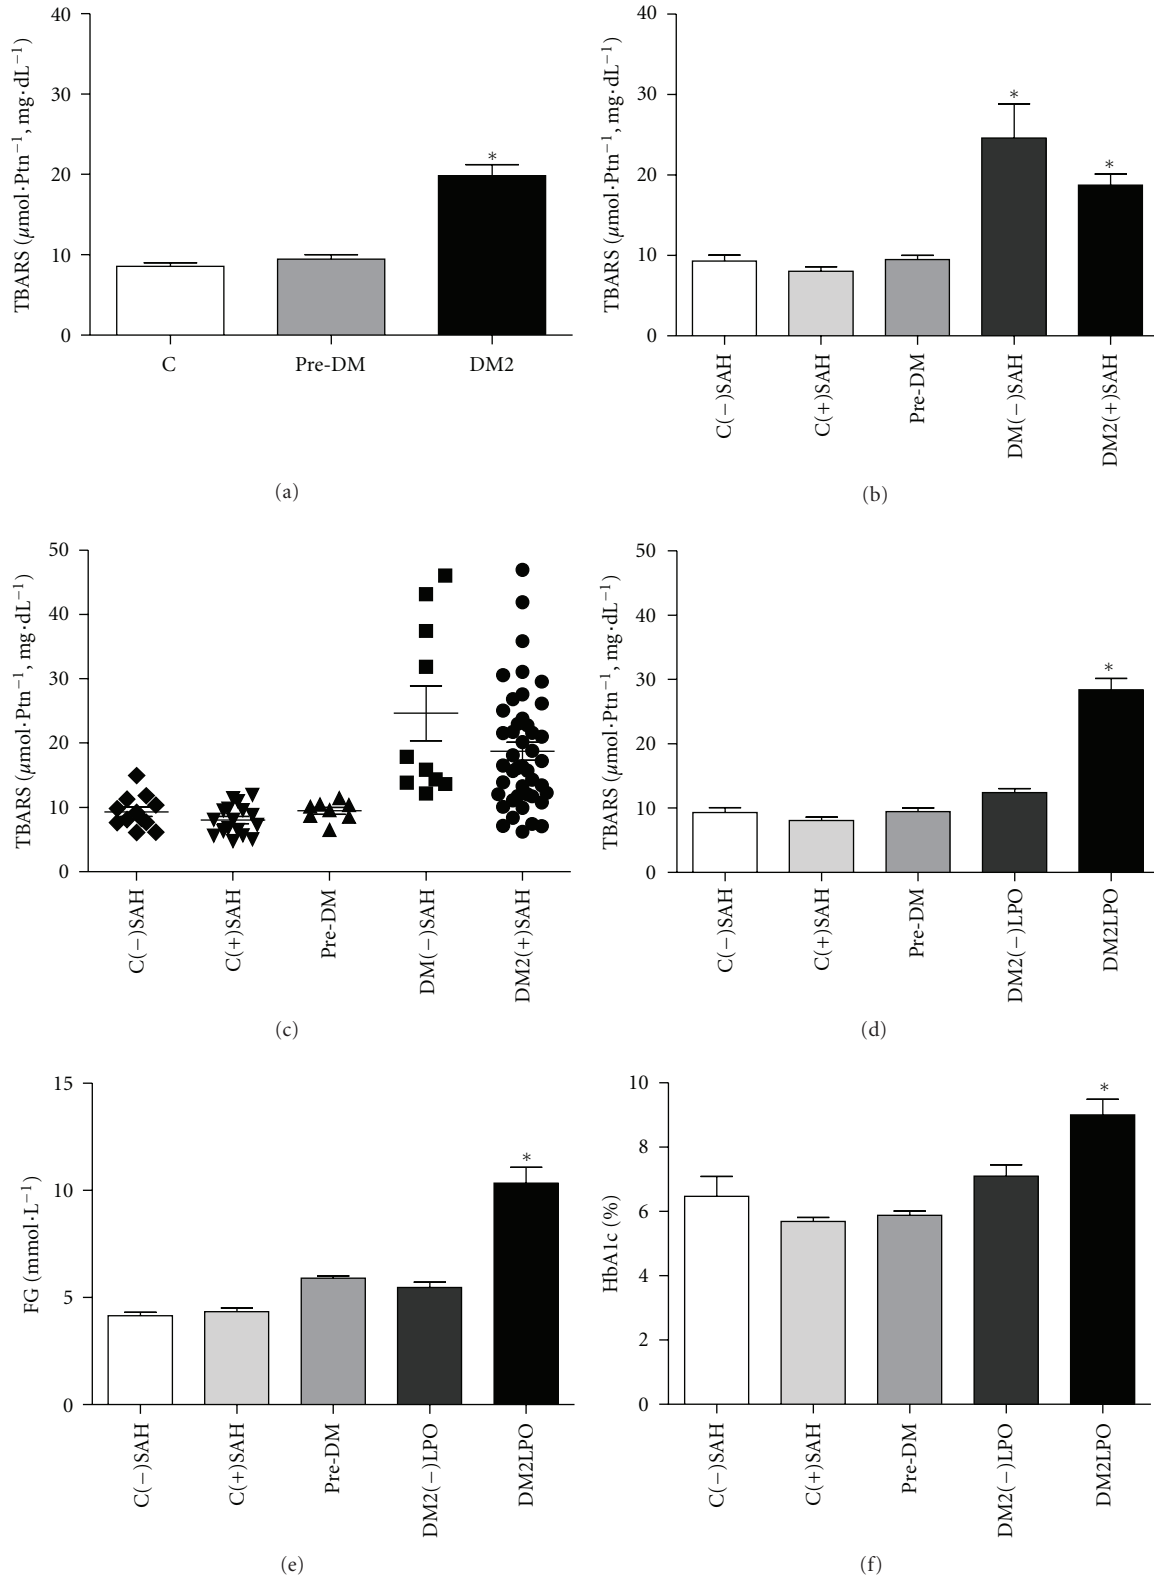 40
30
20
10
0
TBARS (μmol·Ptn⁻¹, mg·dL⁻¹)
*
C Pre-DM DM2
(a)
40
30
20
10
0
TBARS (μmol·Ptn⁻¹, mg·dL⁻¹)
*
*
C(−)SAH
C(+)SAH
Pre-DM
DM(−)SAH
DM2(+)SAH
(b)
50
40
30
20
10
0
TBARS (μmol·Ptn⁻¹, mg·dL⁻¹)
C(−)SAH
C(+)SAH
Pre-DM
DM(−)SAH
DM2(+)SAH
(c)
50
40
30
20
10
0
TBARS (μmol·Ptn⁻¹, mg·dL⁻¹)
*
C(−)SAH
C(+)SAH
Pre-DM
DM2(−)LPO
DM2LPO
(d)
15
10
5
0
FG (mmol·L⁻¹)
*
C(−)SAH
C(+)SAH
Pre-DM
DM2(−)LPO
DM2LPO
(e)
10
8
6
4
2
0
HbA1c (%)
*
C(−)SAH
C(+)SAH
Pre-DM
DM2(−)LPO
DM2LPO
(f)